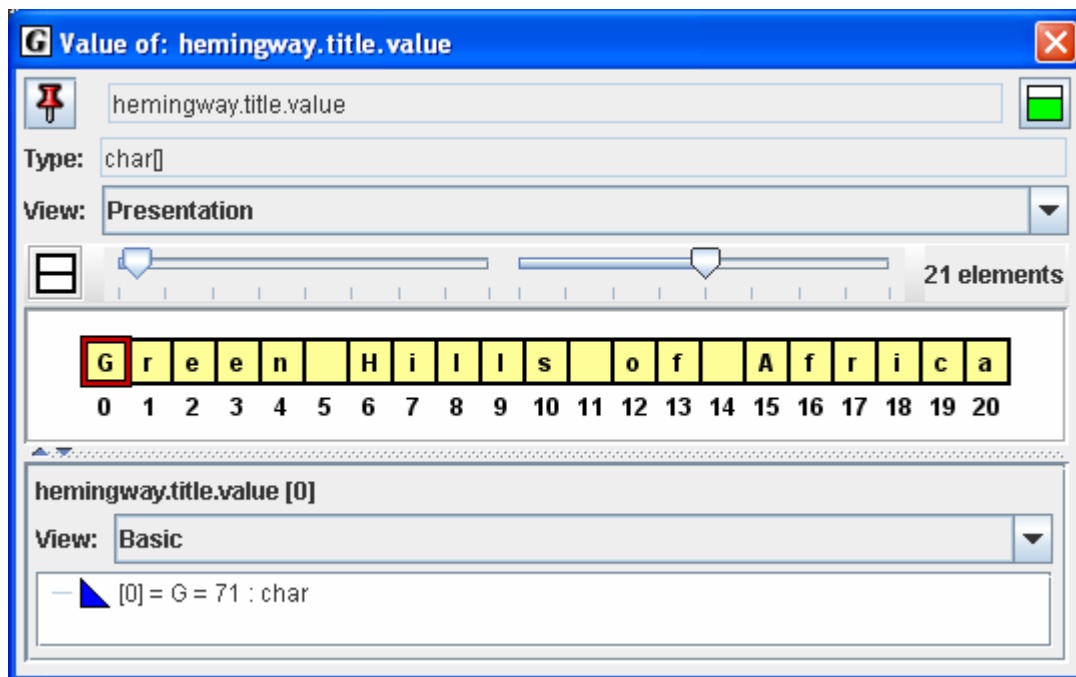 G Value of: hemingway.title.value
hemingway.title.value
Type: char[]
View: Presentation
21 elements
G r e e n H i l l s o f A f r i c a
0 1 2 3 4 5 6 7 8 9 10 11 12 13 14 15 16 17 18 19 20
hemingway.title.value [0]
View: Basic
[0] = G = 71 : char